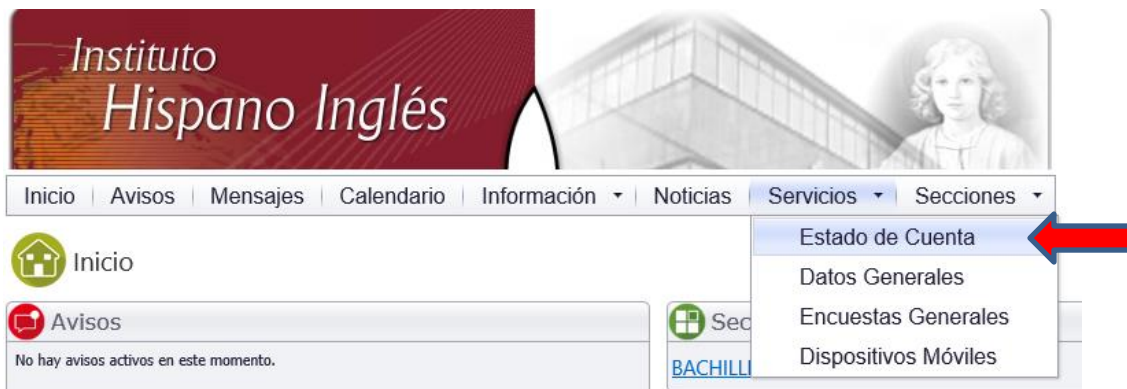 Instituto
Hispano Inglés
Inicio Avisos Mensajes Calendario Información Noticias Servicios Secciones
Estado de Cuenta
Inicio
Datos Generales
Avisos
Encuestas Generales
No hay avisos activos en este momento.
Dispositivos Móviles